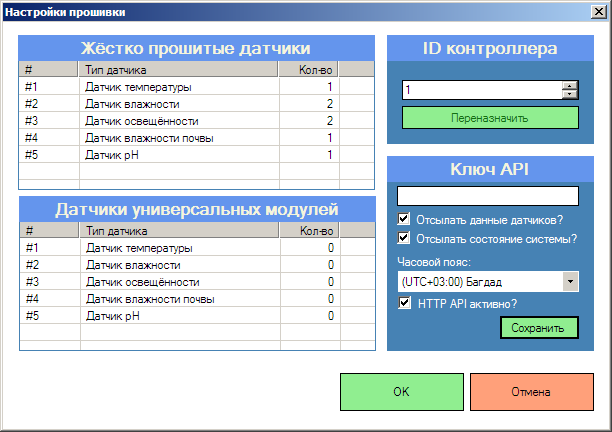 Настройки прошивки
Жёстко прошитые датчики
# Тип датчика Кол-во
#1 Датчик температуры 1
#2 Датчик влажности 2
#3 Датчик освещённости 2
#4 Датчик влажности почвы 1
#5 Датчик pH 1
Датчики универсальных модулей
# Тип датчика Кол-во
#1 Датчик температуры 0
#2 Датчик влажности 0
#3 Датчик освещённости 0
#4 Датчик влажности почвы 0
#5 Датчик pH 0
ID контроллера
1
Переназначить
Ключ API
Отсылать данные датчиков?
Отсылать состояние системы?
Часовой пояс:
(UTC+03:00) Багдад
HTTP API активно?
Сохранить
OK
Отмена